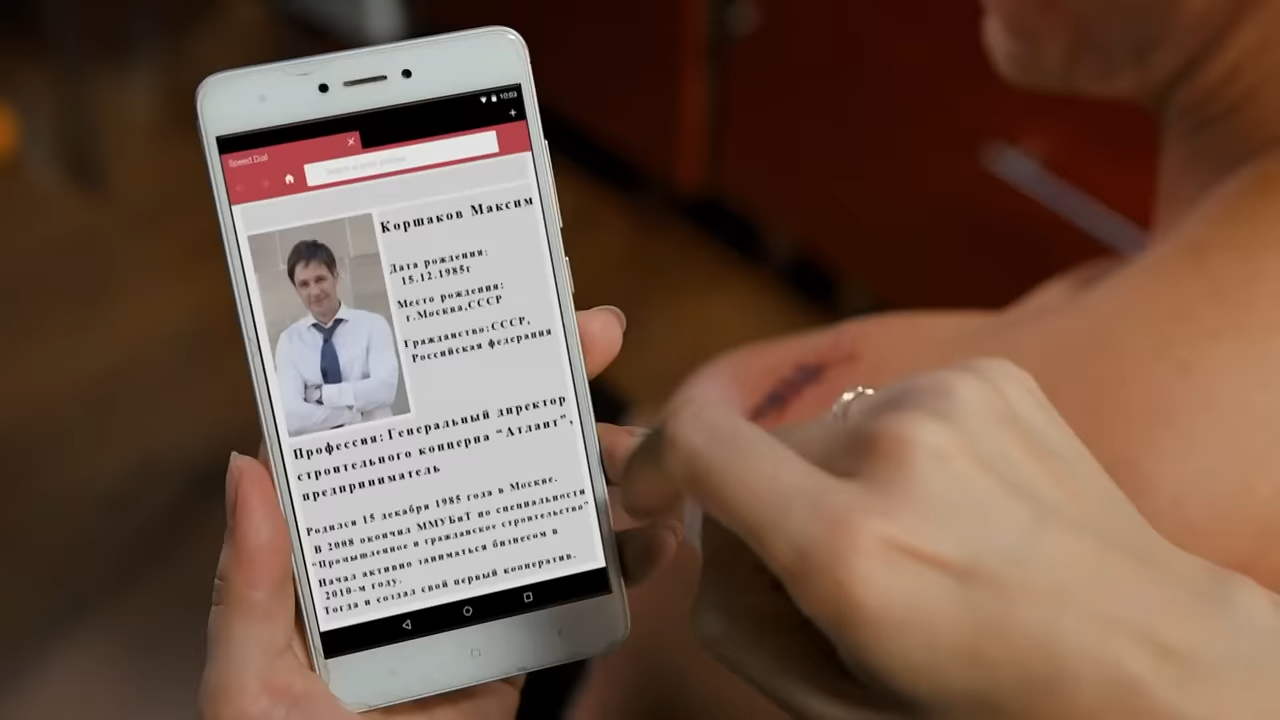 10:03
Speed Dial
Коршаков Максим
Дата рождения:
15.12.1985г
Место рождения:
г.Москва,СССР
Гражданство:СССР,
Российская федерация
Профессия:Генеральный директор
строительного концерна "Атлант",
предприниматель
Родился 15 декабря 1985 года в Москве.
В 2008 окончил ММУБиТ по специальности
"Промышленное и гражданское строительство"
Начал активно заниматься бизнесом в
2010-м году.
Тогда и создал свой первый кооператив.